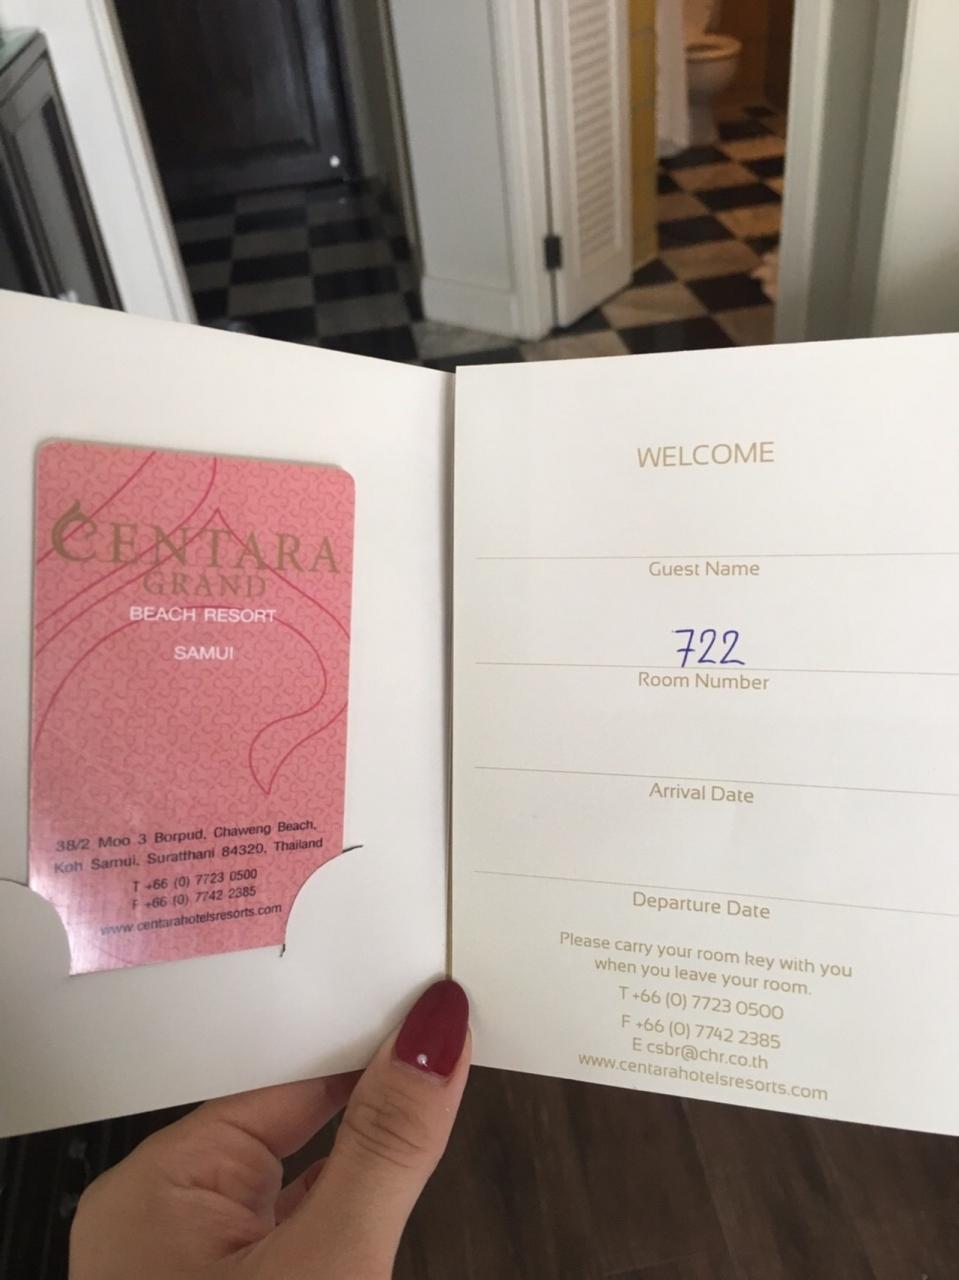 CENTARA
GRAND
BEACH RESORT
SAMUI
38/2 Moo 3 Borpud, Chaweng Beach,
Koh Samui, Suratthani 84320, Thailand
T +66 (0) 7723 0500
F +66 (0) 7742 2385
www.centarahotelsresorts.com
WELCOME
Guest Name
722
Room Number
Arrival Date
Departure Date
Please carry your room key with you
when you leave your room.
T +66 (0) 7723 0500
F +66 (0) 7742 2385
E csbr@chr.co.th
www.centarahotelsresorts.com